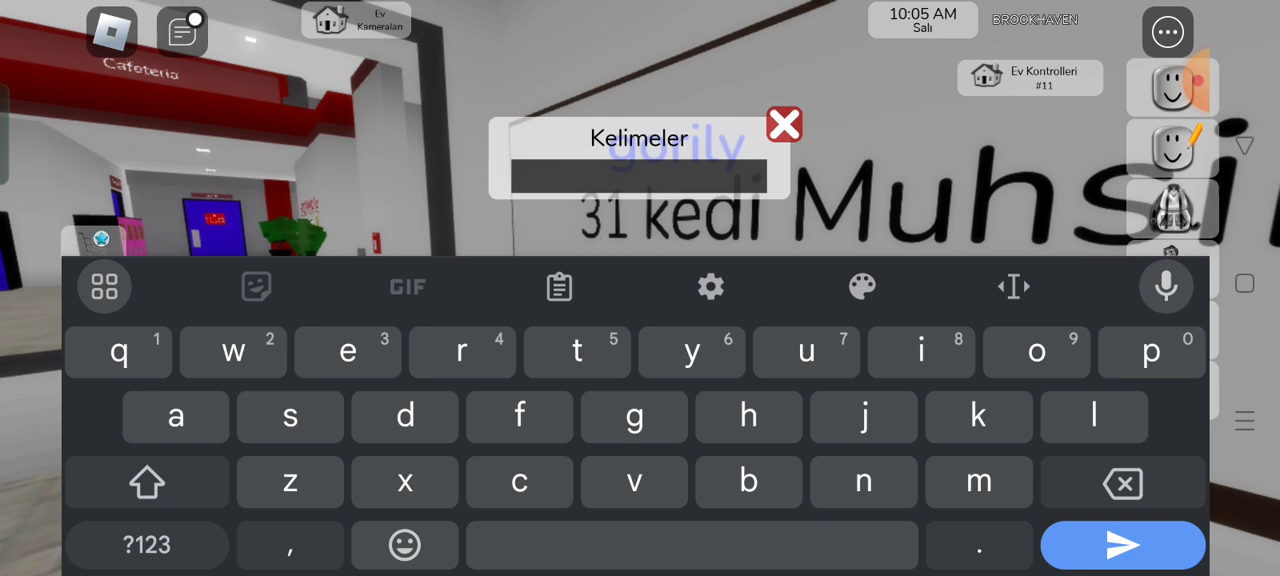 Ev
Kameraları
10:05 AM
Salı
BROOKHAVEN
Ev Kontrolleri
#11
Cafeteria
Kelimeler
gorily
31 kedi Muhsi
GIF
q 1 w 2 e 3 r 4 t 5 y 6 u 7 i 8 o 9 p 0
a s d f g h j k l
z x c v b n m
?123 , .